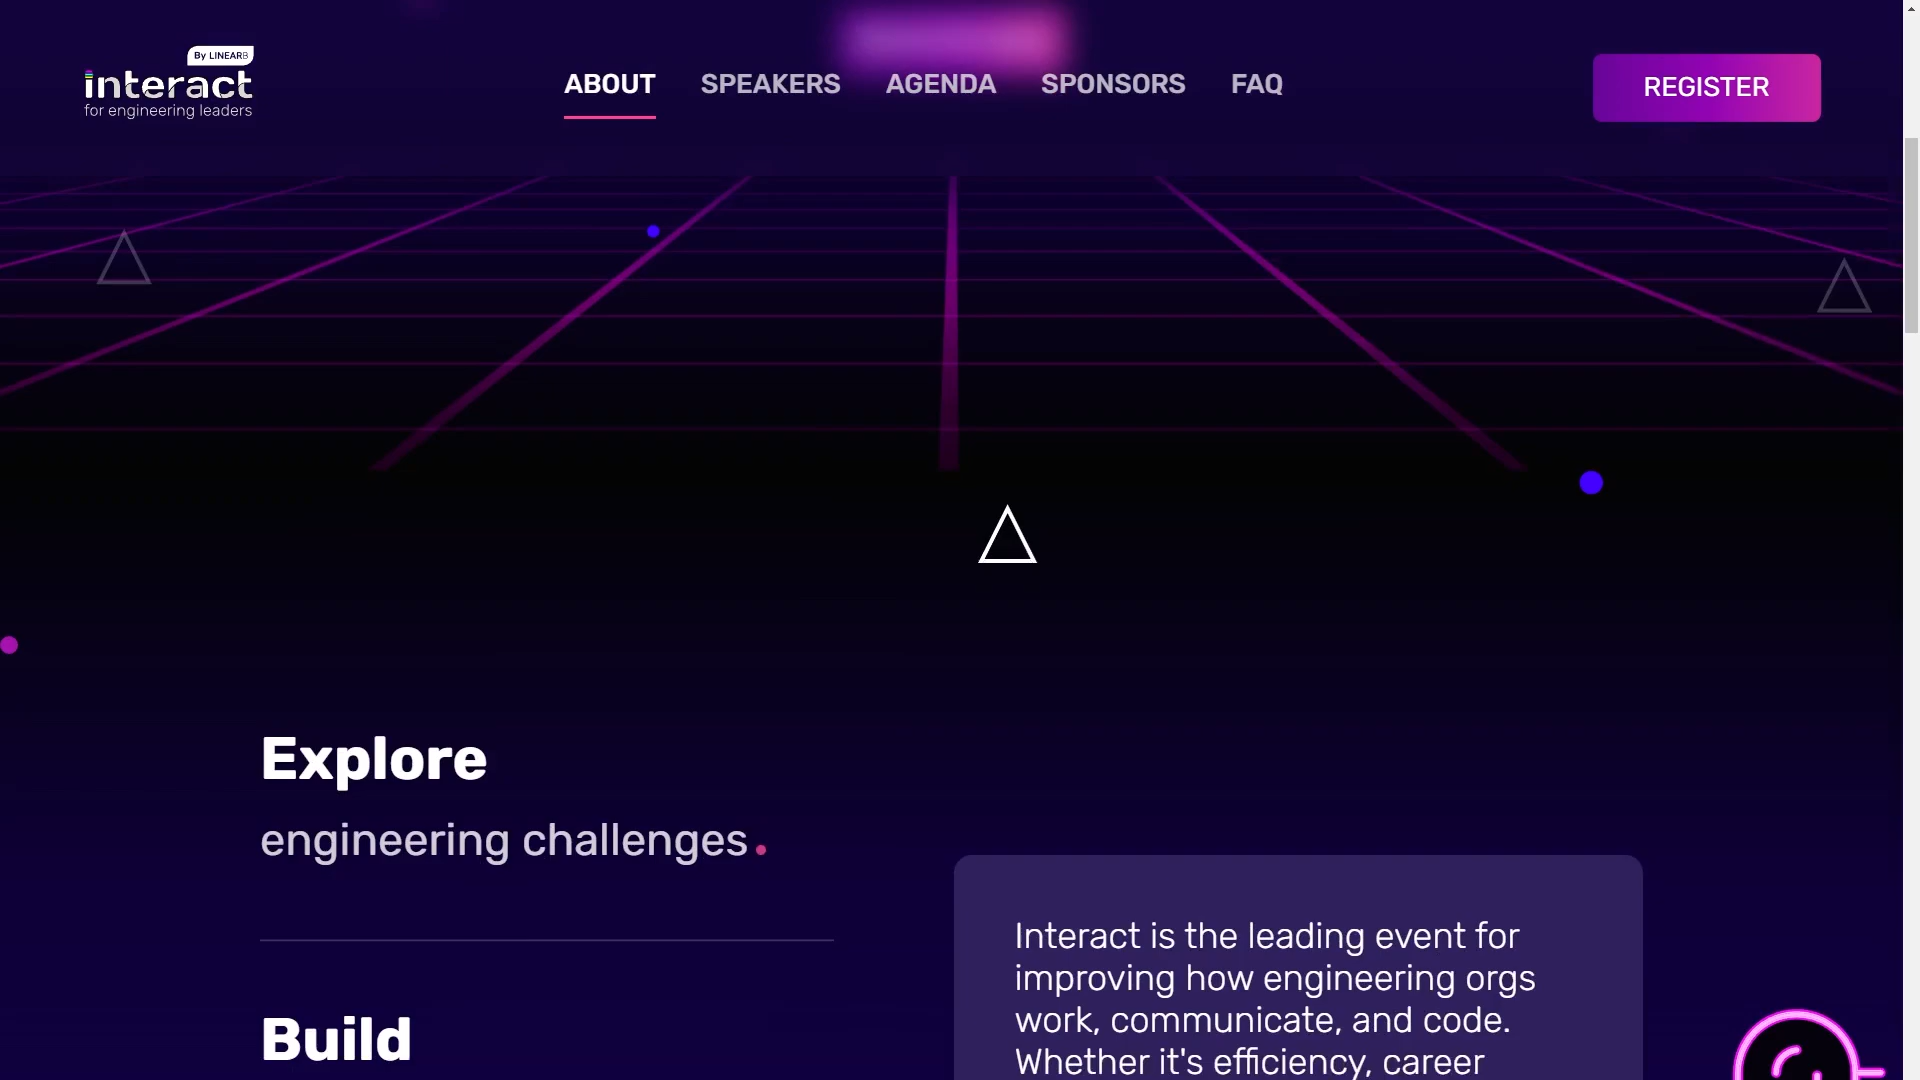 By LINEARB
interact
for engineering leaders
ABOUT SPEAKERS AGENDA SPONSORS FAQ
REGISTER
Explore
engineering challenges.
Build
Interact is the leading event for
improving how engineering orgs
work, communicate, and code.
Whether it's efficiency, career